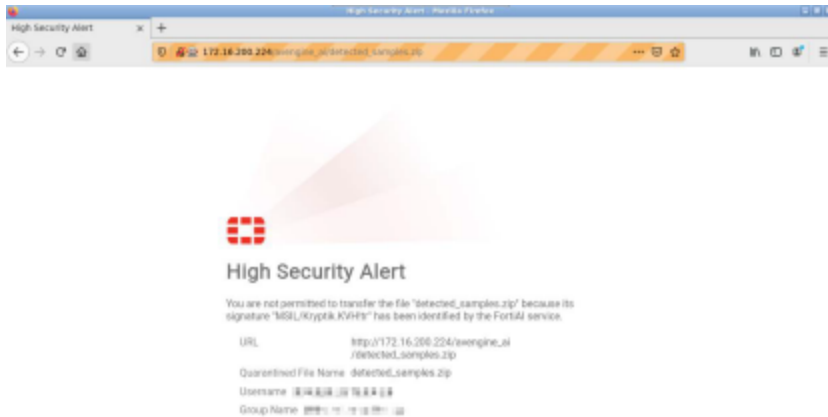 High Security Alert - Mozilla Firefox
High Security Alert
172.16.200.224/avengine_ai/detected_samples.zip
High Security Alert
You are not permitted to transfer the file "detected_samples.zip" because its
signature "MSIL/Kryptik.KVH!tr" has been identified by the FortiAI service.
URL http://172.16.200.224/avengine_ai
/detected_samples.zip
Quarantined File Name detected_samples.zip
Username
Group Name